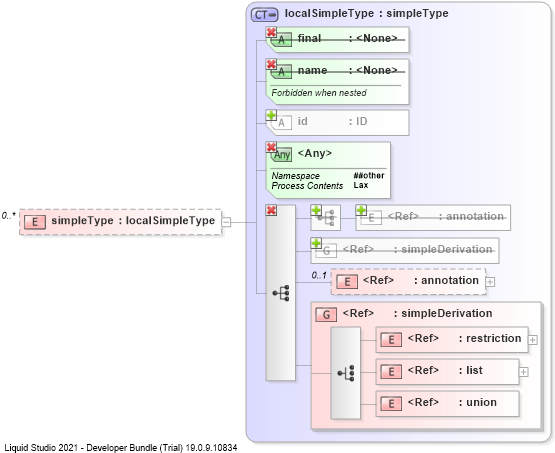 CT localSimpleType : simpleType
A final : <None>
A name : <None>
Forbidden when nested
A id : ID
Any <Any>
Namespace ##other
Process Contents Lax
0..*
E simpleType : localSimpleType
E <Ref> : annotation
G <Ref> : simpleDerivation
0..1
E <Ref> : annotation
G <Ref> : simpleDerivation
E <Ref> : restriction
E <Ref> : list
E <Ref> : union
Liquid Studio 2021 - Developer Bundle (Trial) 19.0.9.10834